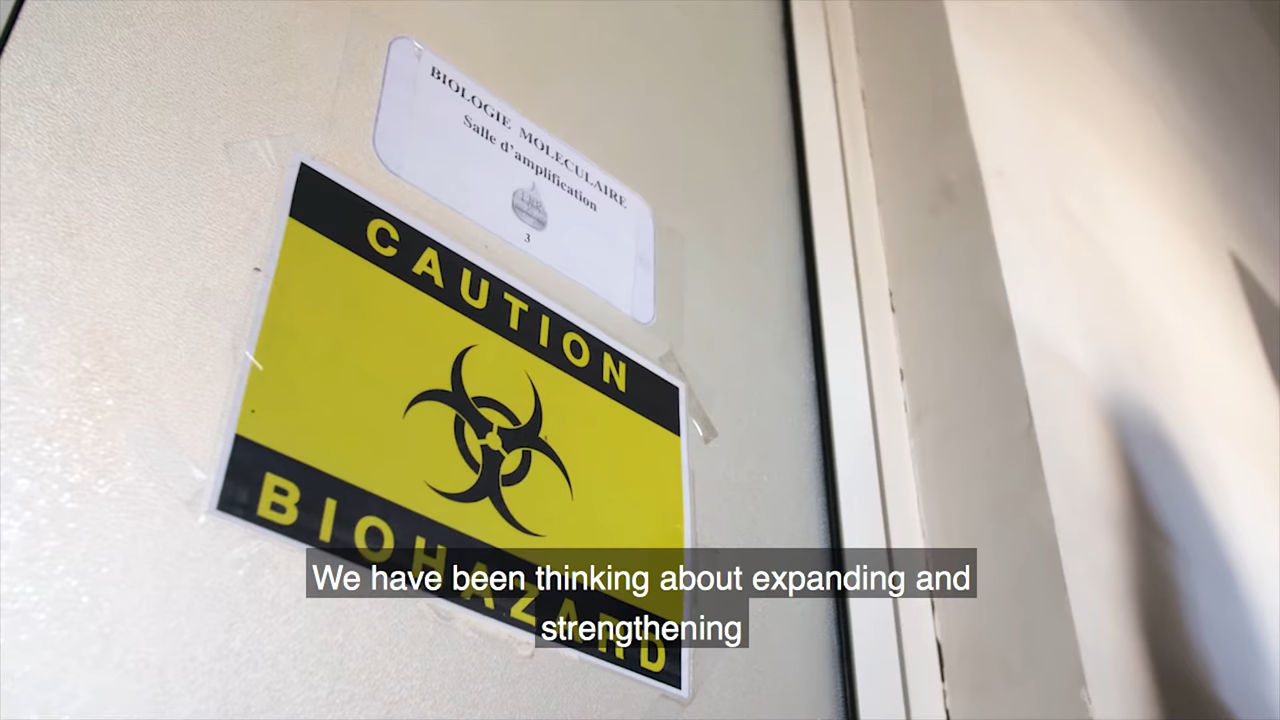 BIOLOGIE MOLECULAIRE
Salle d'amplification
3
CAUTION
BIOHAZARD
We have been thinking about expanding and
strengthening